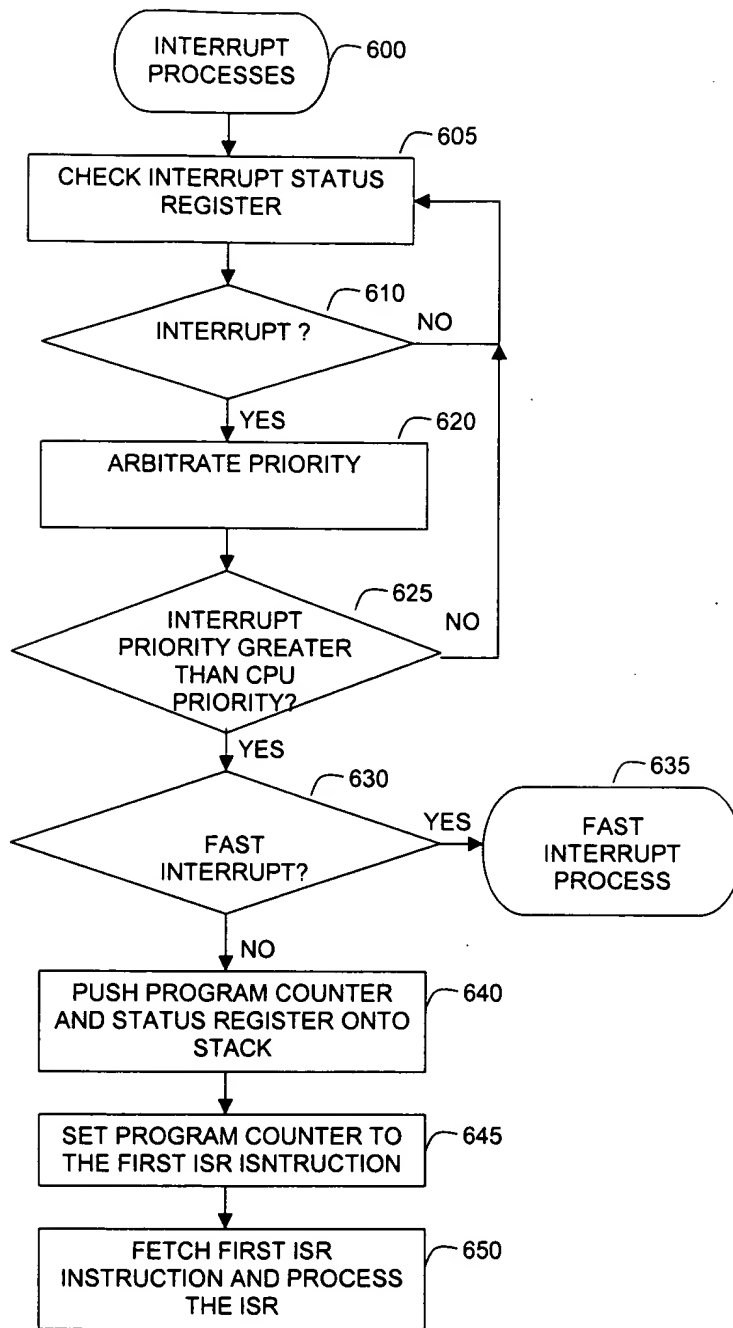 INTERRUPT
PROCESSES
600
605
CHECK INTERRUPT STATUS
REGISTER
610
INTERRUPT ?
NO
YES
620
ARBITRATE PRIORITY
625
INTERRUPT
PRIORITY GREATER
THAN CPU
PRIORITY?
NO
YES
630
FAST
INTERRUPT?
YES
635
FAST
INTERRUPT
PROCESS
NO
PUSH PROGRAM COUNTER
AND STATUS REGISTER ONTO
STACK
640
SET PROGRAM COUNTER TO
THE FIRST ISR ISNTRUCTION
645
FETCH FIRST ISR
INSTRUCTION AND PROCESS
THE ISR
650